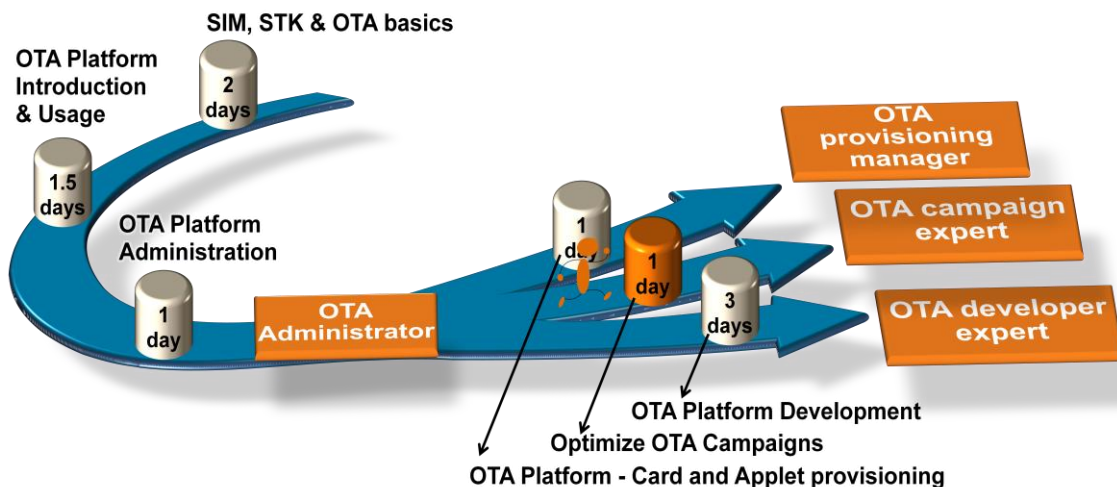 SIM, STK & OTA basics
2
days
OTA Platform
Introduction
& Usage
1.5
days
OTA Platform
Administration
1
day
OTA
Administrator
1
day
1
day
3
days
OTA
provisioning
manager
OTA campaign
expert
OTA developer
expert
OTA Platform Development
Optimize OTA Campaigns
OTA Platform - Card and Applet provisioning